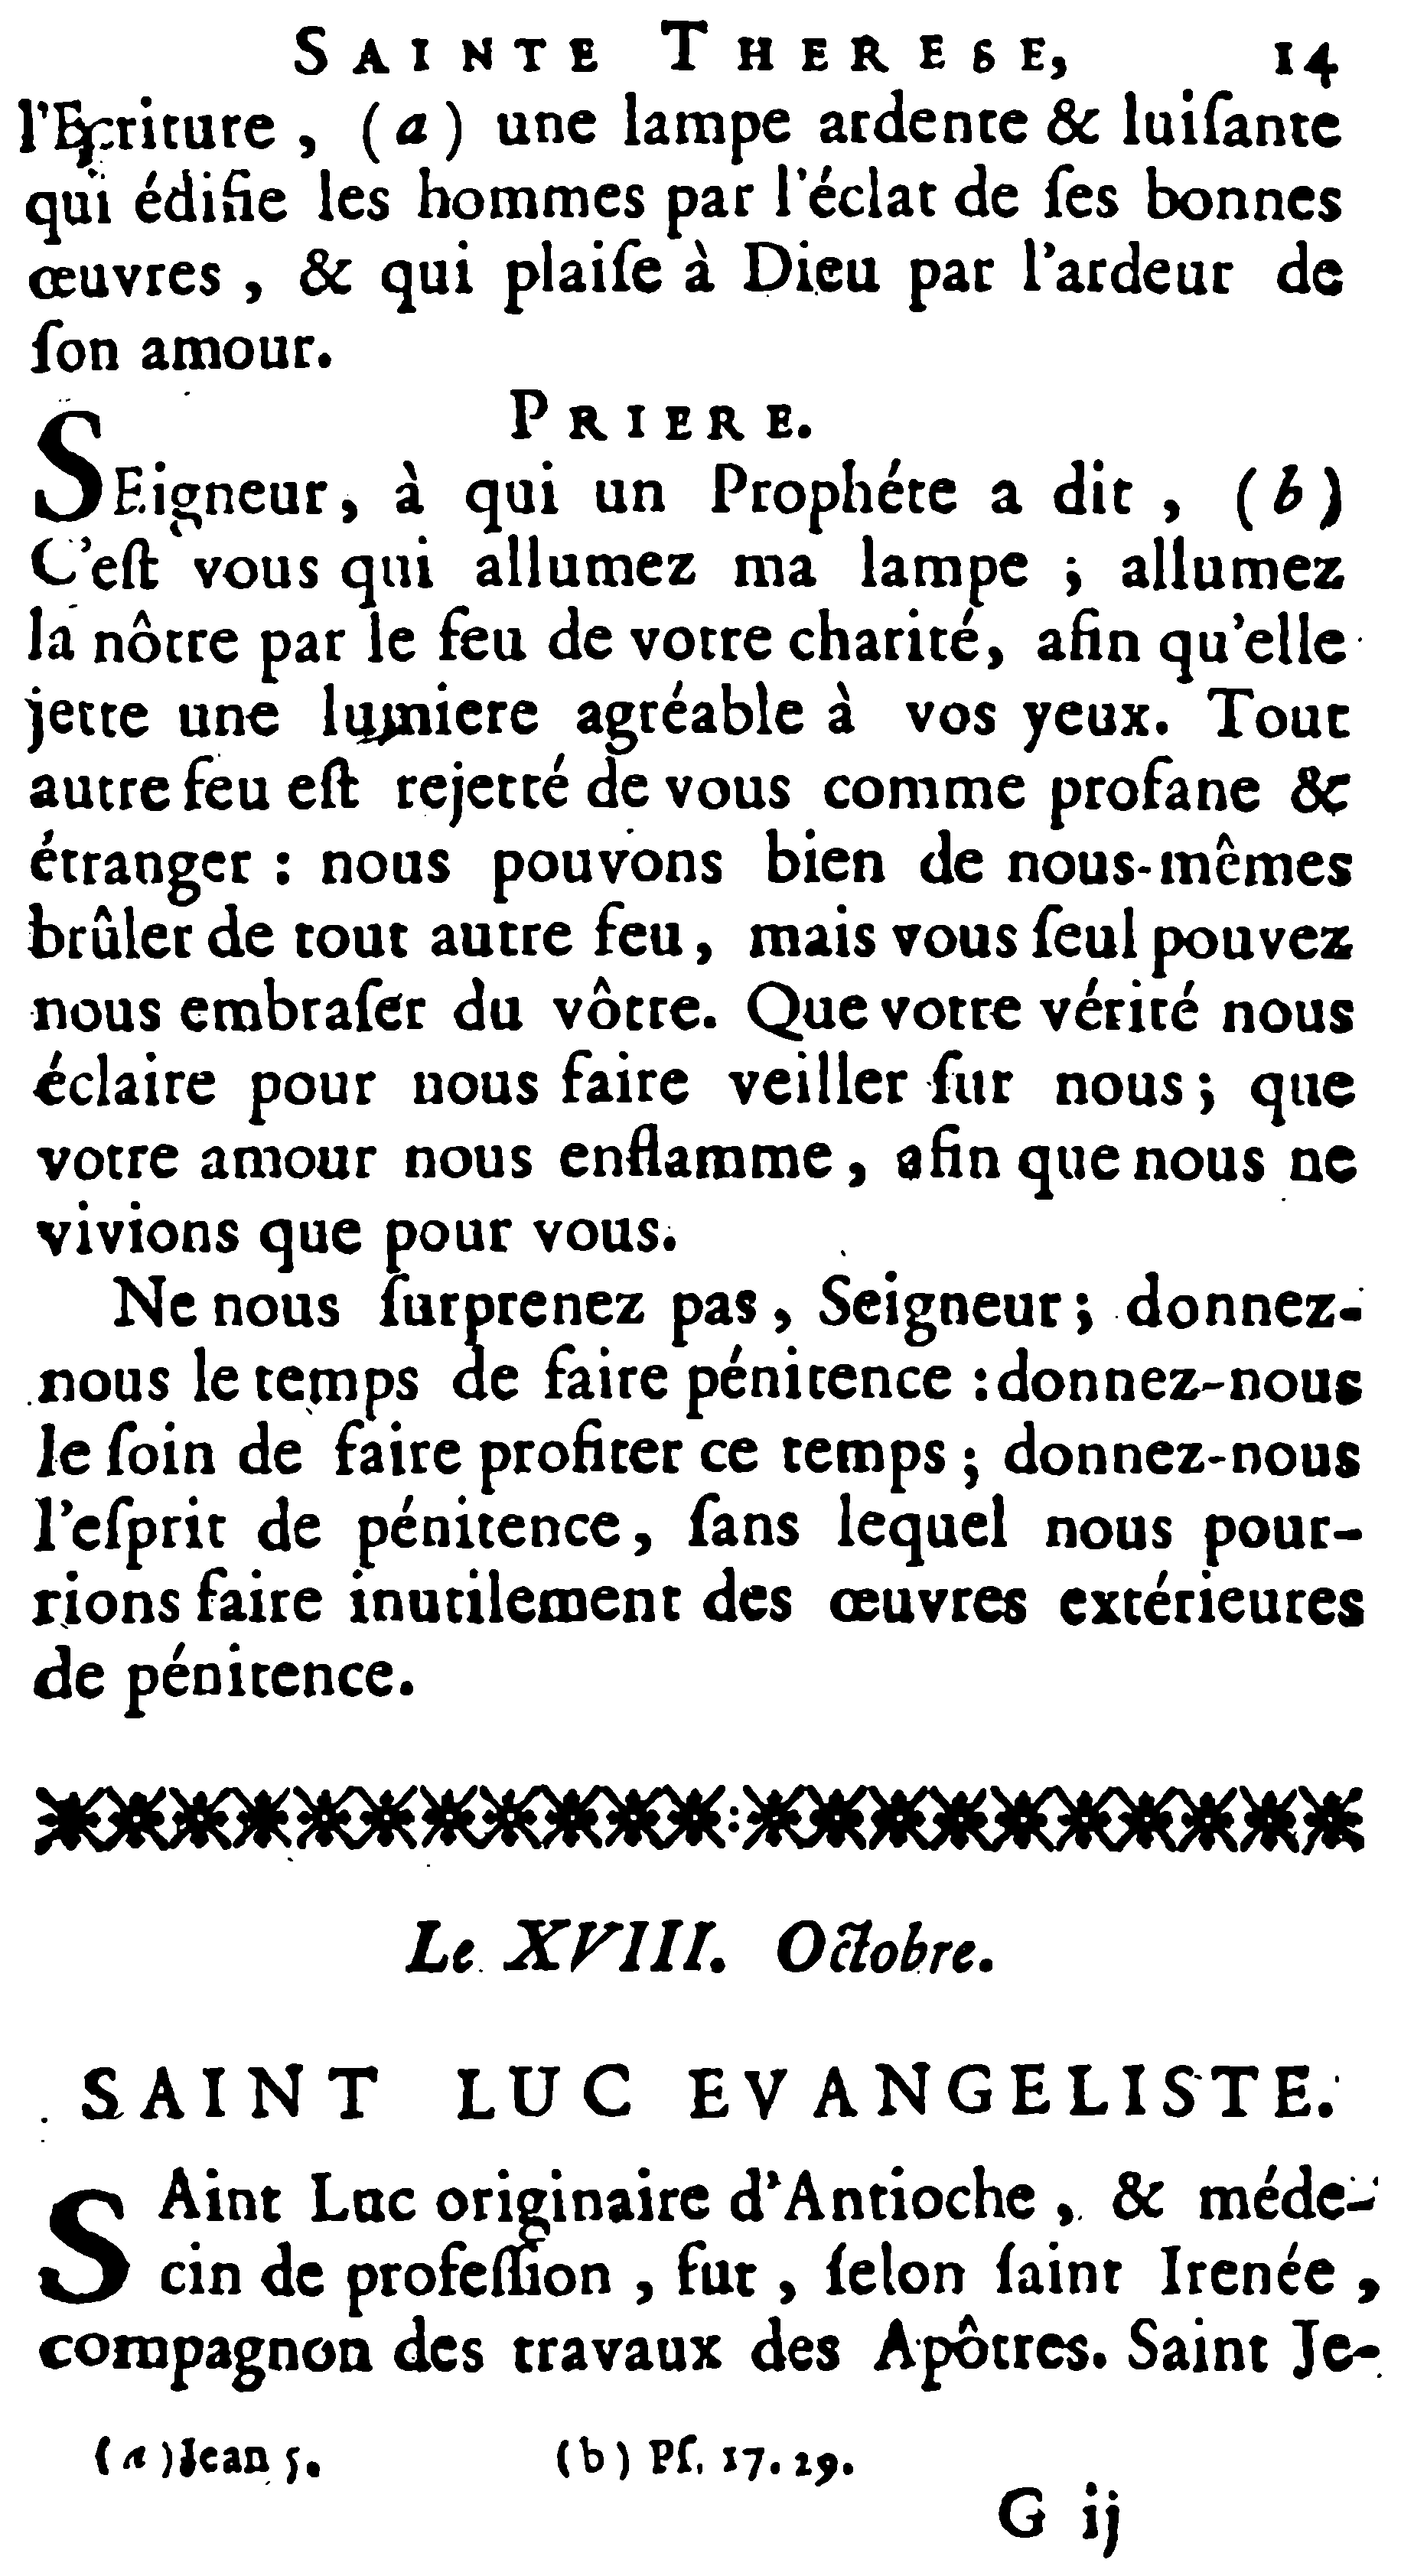 SAINTE THERESE, 14
l'Ecriture , (a) une lampe ardente & luiſante
qui édifie les hommes par l'éclat de ſes bonnes
œuvres , & qui plaiſe à Dieu par l'ardeur de
ſon amour.
PRIERE.
SEigneur, à qui un Prophéte a dit , (b)
C'eſt vous qui allumez ma lampe ; allumez
la nôtre par le feu de votre charité, afin qu'elle
jette une lumiere agréable à vos yeux. Tout
autre feu eſt rejetté de vous comme profane &
étranger : nous pouvons bien de nous-mêmes
brûler de tout autre feu, mais vous ſeul pouvez
nous embraſer du vôtre. Que votre vérité nous
éclaire pour nous faire veiller ſur nous ; que
votre amour nous enflamme, afin que nous ne
vivions que pour vous.
Ne nous ſurprenez pas, Seigneur ; donnez-
nous le temps de faire pénitence : donnez-nous
le ſoin de faire profiter ce temps ; donnez-nous
l'eſprit de pénitence, ſans lequel nous pour-
rions faire inutilement des œuvres extérieures
de pénitence.
Le XVIII. Octobre.
SAINT LUC EVANGELISTE.
SAint Luc originaire d'Antioche, & méde-
cin de profeſſion , fut , ſelon ſaint Irenée ,
compagnon des travaux des Apôtres. Saint Je-
(a) Jean 5. (b) Pſ. 17. 29.
G ij